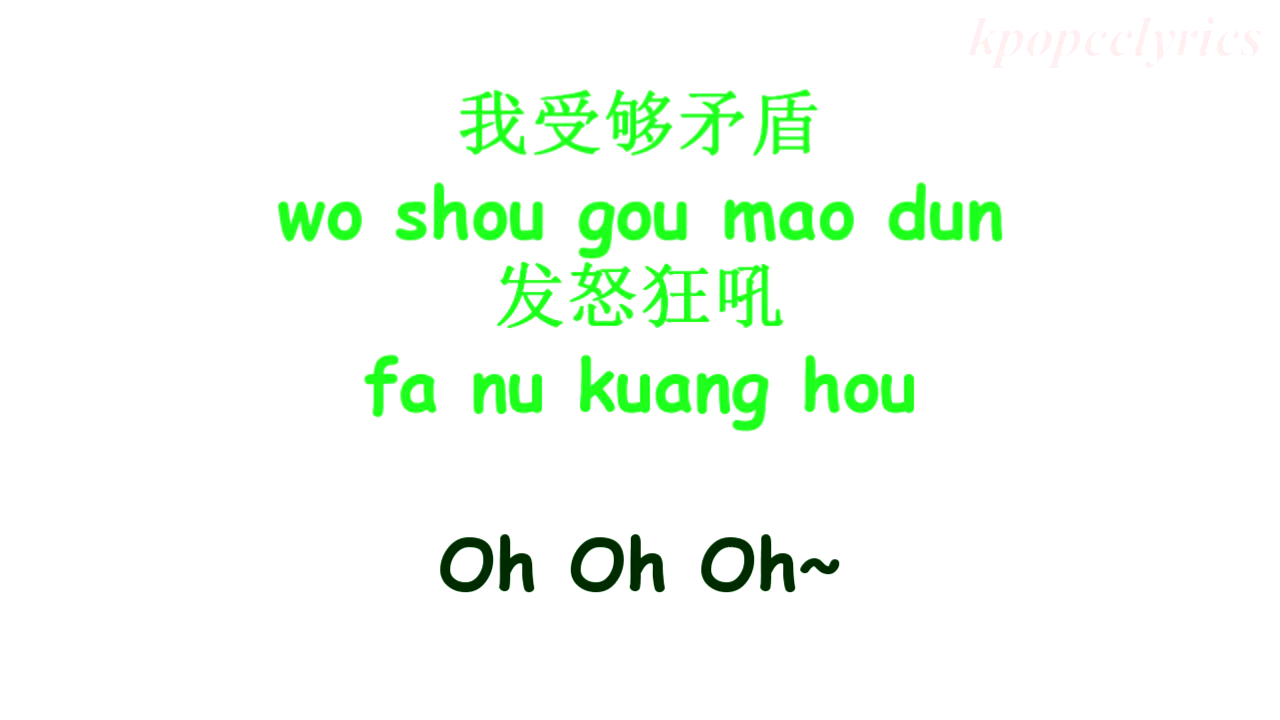 kpopcclyrics
我受够矛盾
wo shou gou mao dun
发怒狂吼
fa nu kuang hou
Oh Oh Oh~